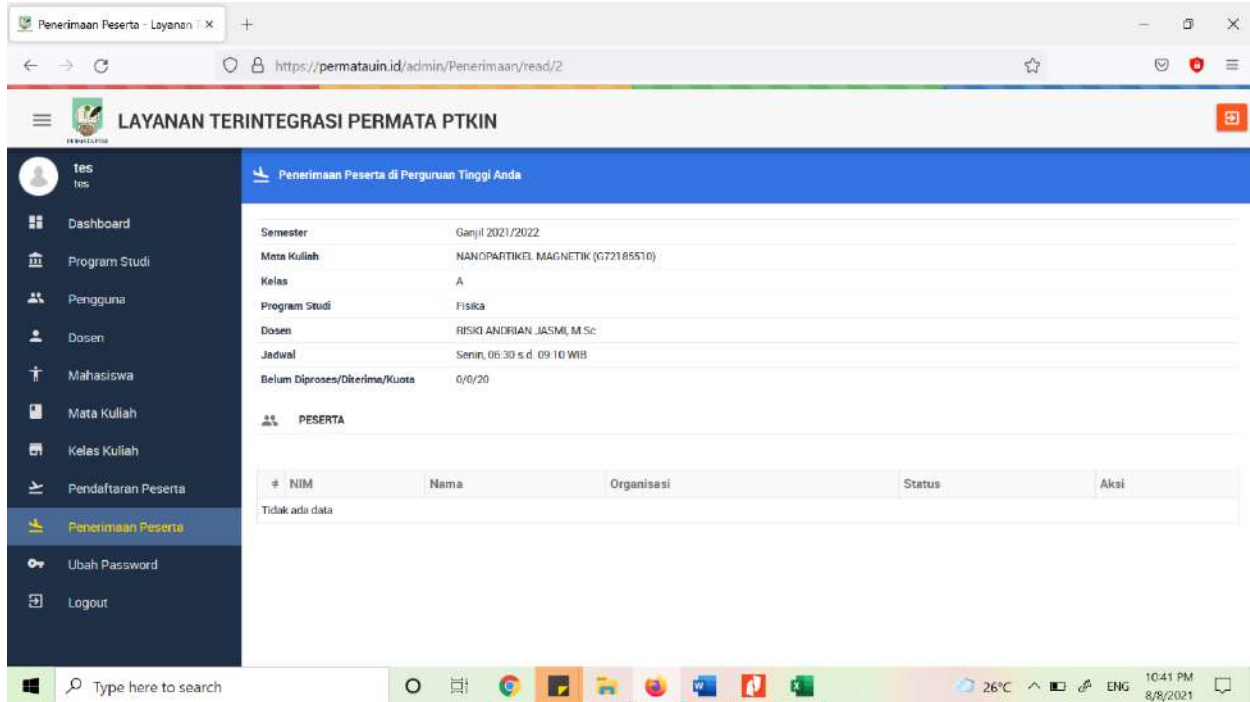 Penerimaan Peserta - Layanan T
https://permatauin.id/admin/Penerimaan/read/2
LAYANAN TERINTEGRASI PERMATA PTKIN
tes
tes
Penerimaan Peserta di Perguruan Tinggi Anda
Dashboard
Program Studi
Pengguna
Dosen
Mahasiswa
Mata Kuliah
Kelas Kuliah
Pendaftaran Peserta
Penerimaan Peserta
Ubah Password
Logout
Semester Ganjil 2021/2022
Mata Kuliah NANOPARTIKEL MAGNETIK (G72185510)
Kelas A
Program Studi Fisika
Dosen RISKI ANDRIAN JASMI, M.Sc
Jadwal Senin, 06:30 s.d. 09:10 WIB
Belum Diproses/Diterima/Kuota 0/0/20
PESERTA
# NIM Nama Organisasi Status Aksi
Tidak ada data
Type here to search
26°C ENG 10:41 PM
8/8/2021